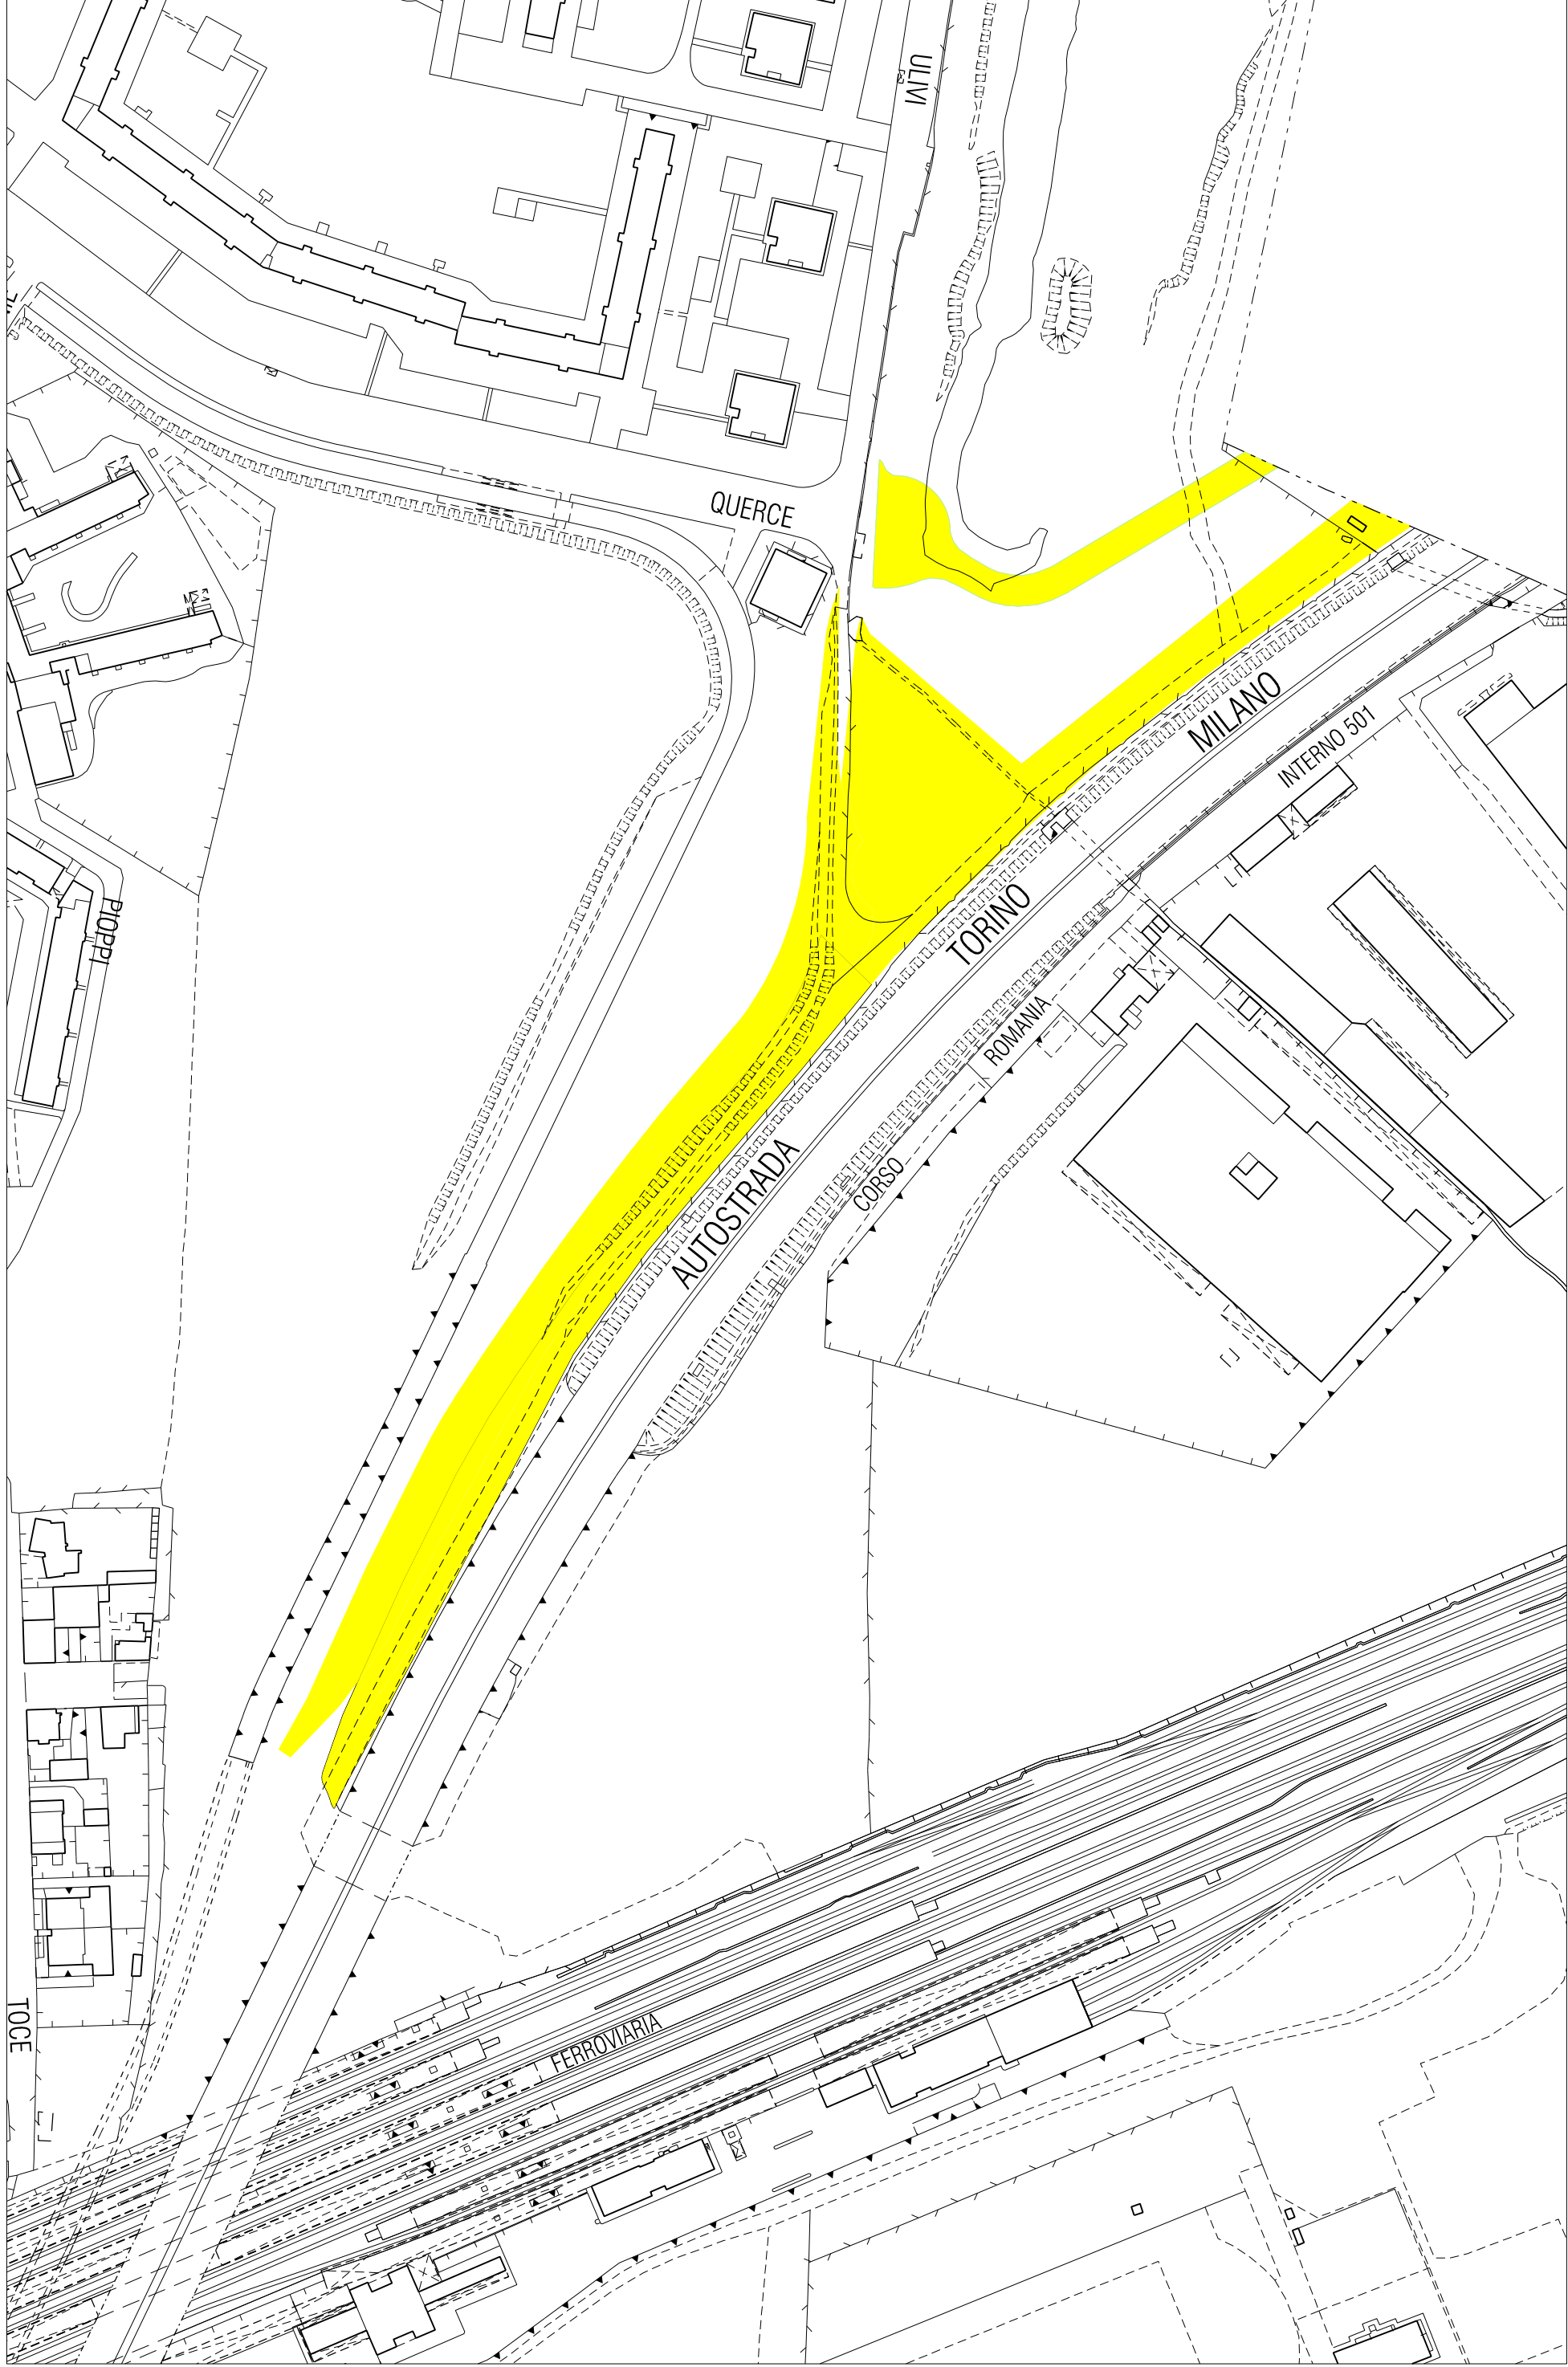 ULIVI
QUERCE
MILANO
INTERNO 501
TORINO
PIOPPI
ROMANIA
AUTOSTRADA
CORSO
TOCE
FERROVIARIA